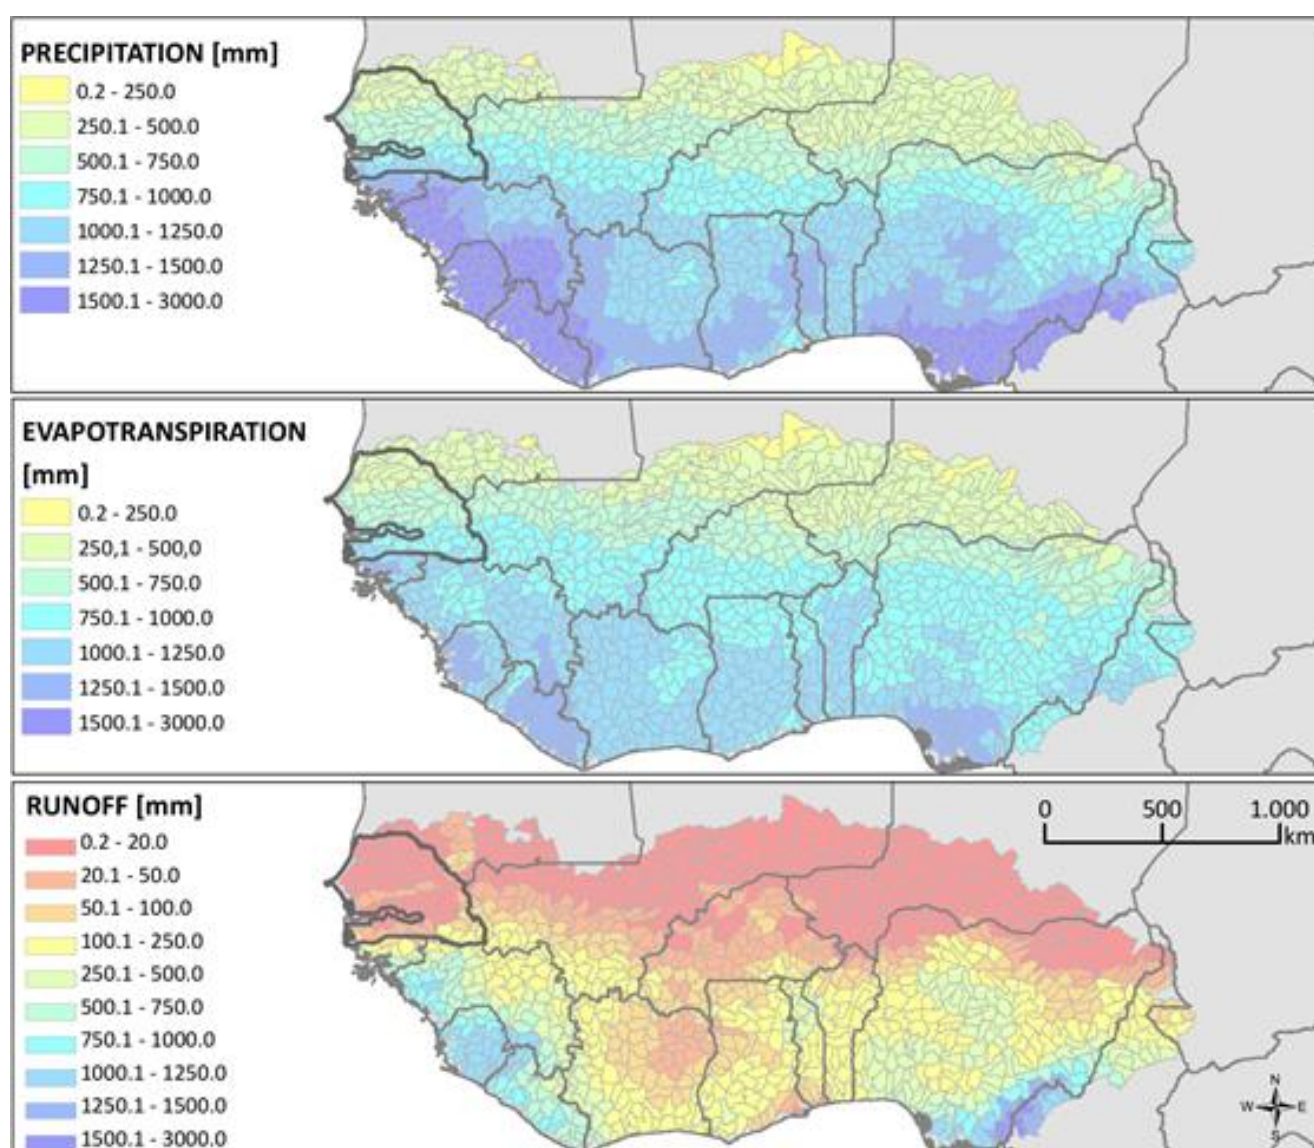 PRECIPITATION [mm]
0.2 - 250.0
250.1 - 500.0
500.1 - 750.0
750.1 - 1000.0
1000.1 - 1250.0
1250.1 - 1500.0
1500.1 - 3000.0
EVAPOTRANSPIRATION
[mm]
0.2 - 250.0
250,1 - 500,0
500.1 - 750.0
750.1 - 1000.0
1000.1 - 1250.0
1250.1 - 1500.0
1500.1 - 3000.0
RUNOFF [mm]
0 500 1.000
km
0.2 - 20.0
20.1 - 50.0
50.1 - 100.0
100.1 - 250.0
250.1 - 500.0
500.1 - 750.0
750.1 - 1000.0
1000.1 - 1250.0
1250.1 - 1500.0
1500.1 - 3000.0
N
W E
S